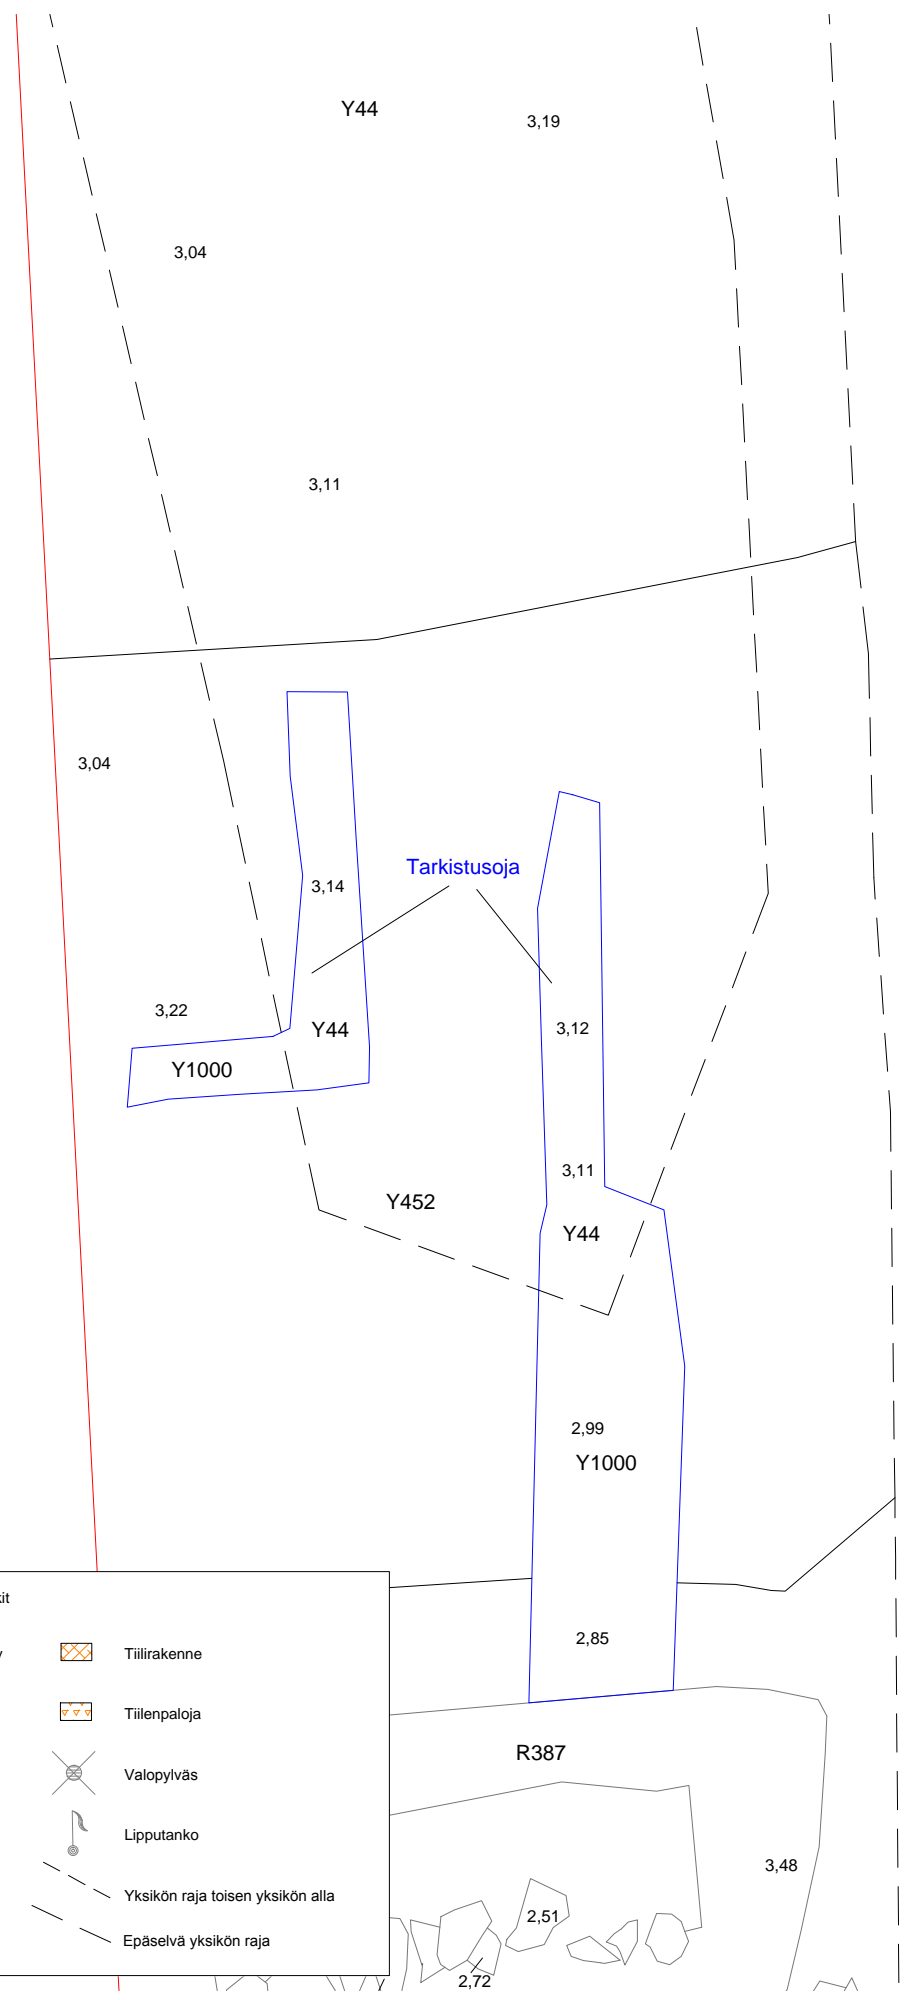 Y44
3,19
3,04
3,11
3,04
Tarkistusoja
3,14
3,22
Y44
3,12
Y1000
3,11
Y452
Y44
2,99
Y1000
2,85
Tiilirakenne
Tiilenpaloja
R387
Valopylväs
Lipputanko
3,48
Yksikön raja toisen yksikön alla
2,51
Epäselvä yksikön raja
2,72